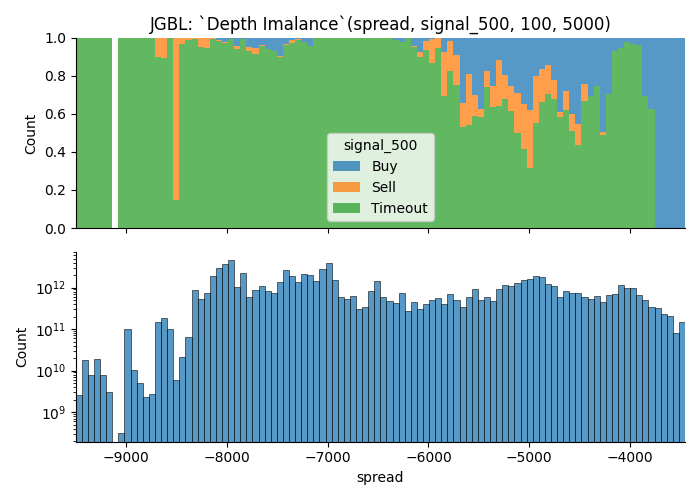 JGBL: `Depth Imalance`(spread, signal_500, 100, 5000)
1.0
0.8
0.6
0.4
0.2
0.0
Count
signal_500
Buy
Sell
Timeout
10¹²
10¹¹
10¹⁰
10⁹
Count
−9000 −8000 −7000 −6000 −5000 −4000
spread